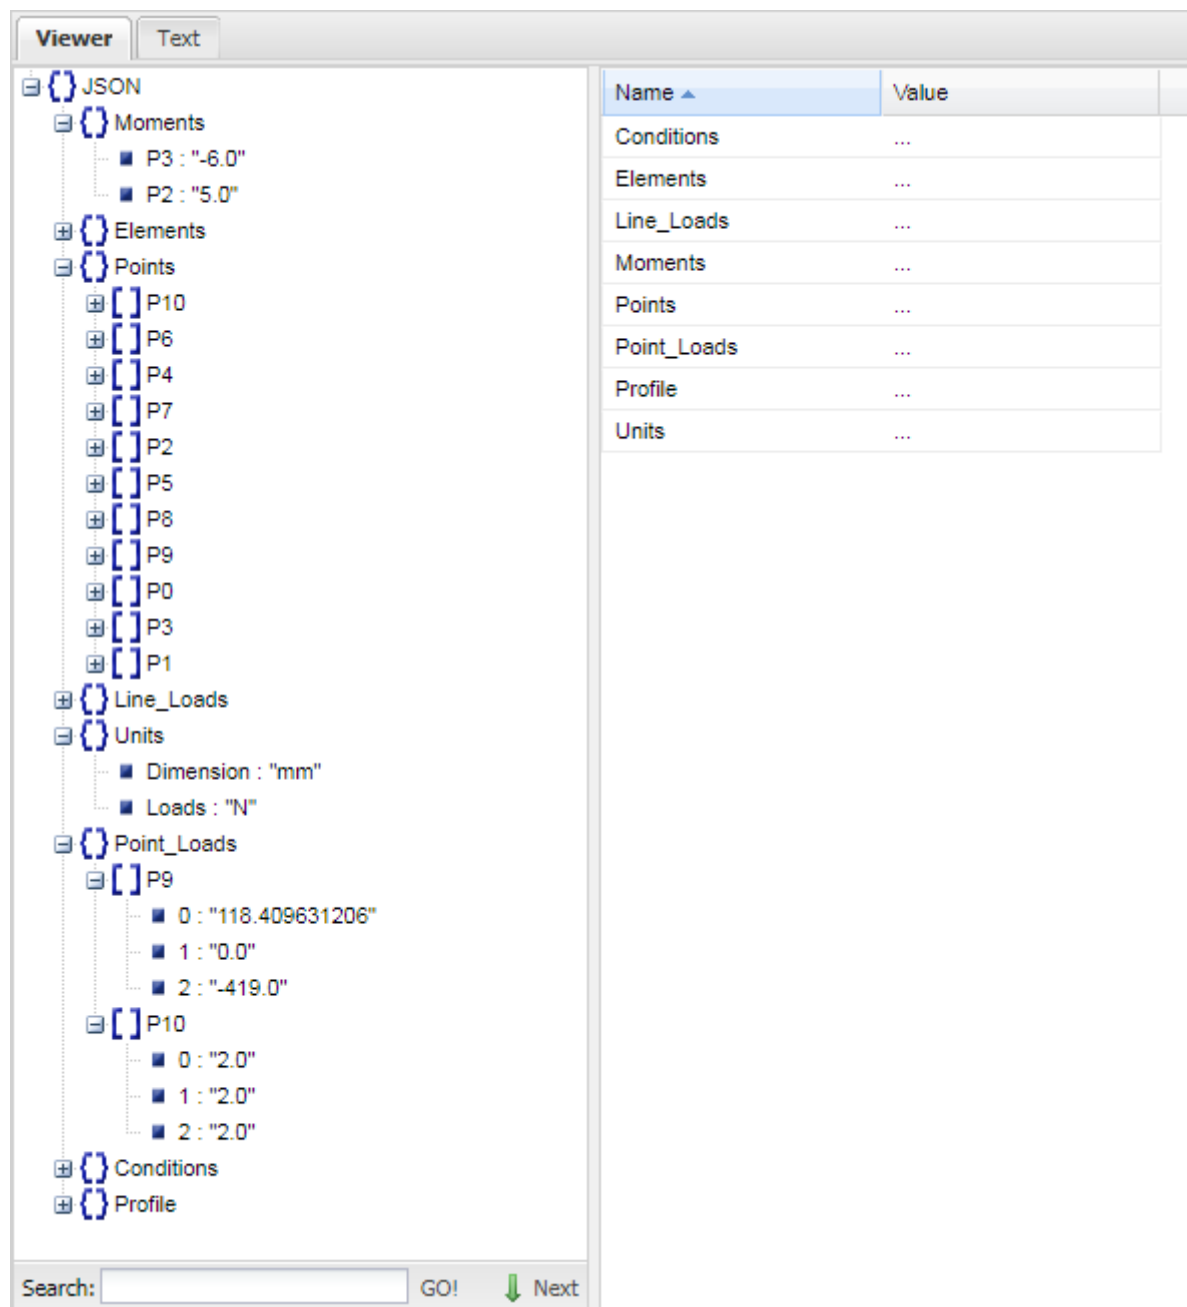 Viewer Text
JSON
Moments
P3 : "-6.0"
P2 : "5.0"
Elements
Points
P10
P6
P4
P7
P2
P5
P8
P9
P0
P3
P1
Line_Loads
Units
Dimension : "mm"
Loads : "N"
Point_Loads
P9
0 : "118.409631206"
1 : "0.0"
2 : "-419.0"
P10
0 : "2.0"
1 : "2.0"
2 : "2.0"
Conditions
Profile
Search: GO! Next
Name Value
Conditions ...
Elements ...
Line_Loads ...
Moments ...
Points ...
Point_Loads ...
Profile ...
Units ...